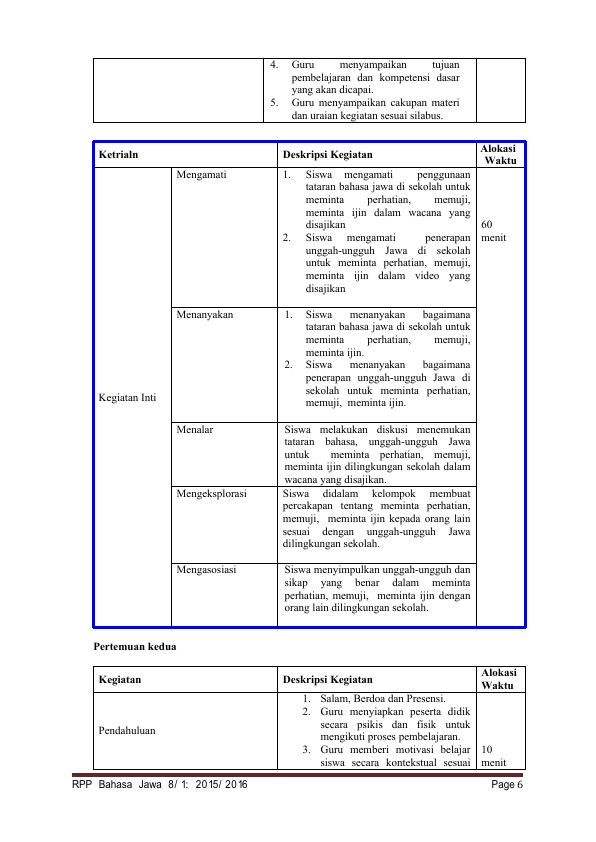 4. Guru menyampaikan tujuan
pembelajaran dan kompetensi dasar
yang akan dicapai.
5. Guru menyampaikan cakupan materi
dan uraian kegiatan sesuai silabus.
Ketrialn
Deskripsi Kegiatan
Alokasi
Waktu
Kegiatan Inti
Mengamati
1. Siswa mengamati penggunaan
tataran bahasa jawa di sekolah untuk
meminta perhatian, memuji,
meminta ijin dalam wacana yang
disajikan
2. Siswa mengamati penerapan
unggah-ungguh Jawa di sekolah
untuk meminta perhatian, memuji,
meminta ijin dalam video yang
disajikan
60
menit
Menanyakan
1. Siswa menanyakan bagaimana
tataran bahasa jawa di sekolah untuk
meminta perhatian, memuji,
meminta ijin.
2. Siswa menanyakan bagaimana
penerapan unggah-ungguh Jawa di
sekolah untuk meminta perhatian,
memuji, meminta ijin.
Menalar
Siswa melakukan diskusi menemukan
tataran bahasa, unggah-ungguh Jawa
untuk meminta perhatian, memuji,
meminta ijin dilingkungan sekolah dalam
wacana yang disajikan.
Mengeksplorasi
Siswa didalam kelompok membuat
percakapan tentang meminta perhatian,
memuji, meminta ijin kepada orang lain
sesuai dengan unggah-ungguh Jawa
dilingkungan sekolah.
Mengasosiasi
Siswa menyimpulkan unggah-ungguh dan
sikap yang benar dalam meminta
perhatian, memuji, meminta ijin dengan
orang lain dilingkungan sekolah.
Pertemuan kedua
Kegiatan
Deskripsi Kegiatan
Alokasi
Waktu
Pendahuluan
1. Salam, Berdoa dan Presensi.
2. Guru menyiapkan peserta didik
secara psikis dan fisik untuk
mengikuti proses pembelajaran.
3. Guru memberi motivasi belajar
siswa secara kontekstual sesuai
10
menit
RPP Bahasa Jawa 8/ 1: 2015/ 2016
Page 6